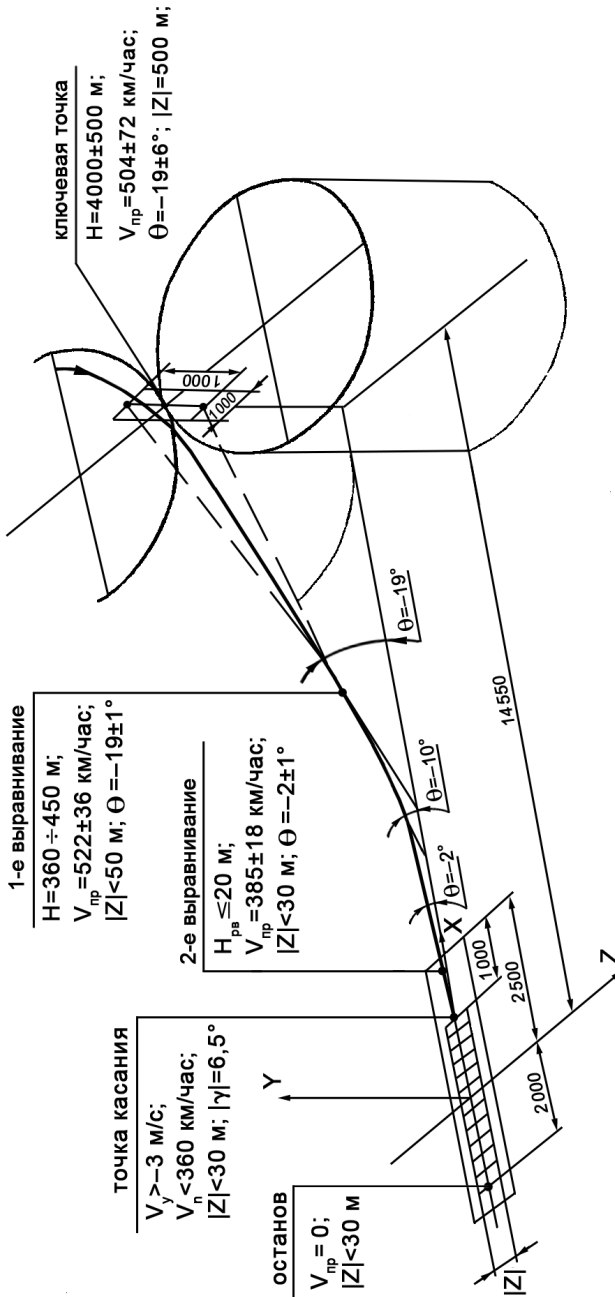 ключевая точка
H=4000±500 м;
Vпр=504±72 км/час;
Θ=−19±6°; |Z|=500 м;
1000
1000
1-е выравнивание
H=360÷450 м;
Vпр=522±36 км/час;
|Z|<50 м; Θ=−19±1°
2-е выравнивание
Hрв≤20 м;
Vпр=385±18 км/час;
|Z|<30 м; Θ=−2±1°
точка касания
Vy>−3 м/с;
Vп<360 км/час;
|Z|<30 м; |γ|=6,5°
останов
Vпр=0;
|Z|<30 м
Θ=−19°
Θ=−10°
Θ=−2°
14550
X
Y
Z
1000
2500
2000
|Z|